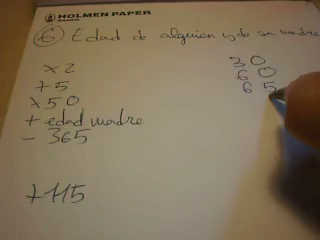 HOLMEN PAPER
MADRID
6 Edad de alguien y de su madre
x2
+5
x50
+ edad madre
- 365
+115
30
60
65